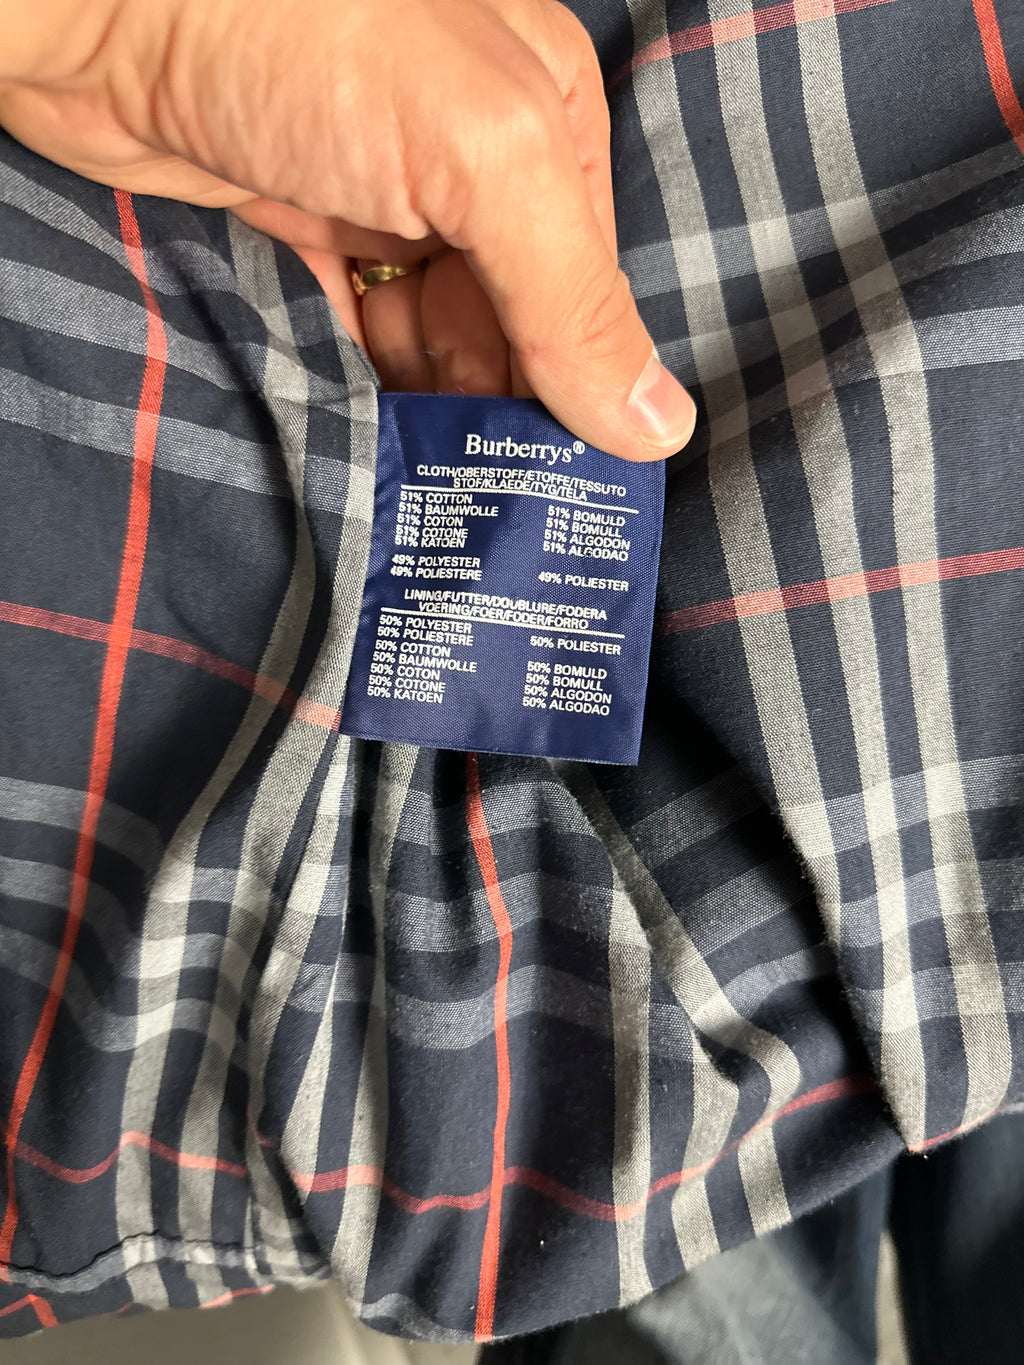 Burberrys®
CLOTH/OBERSTOFF/ETOFFE/TESSUTO
STOF/KLAEDE/TYG/TELA
51% COTTON
51% BAUMWOLLE
51% COTON
51% COTONE
51% KATOEN
51% BOMULD
51% BOMULL
51% ALGODON
51% ALGODAO
49% POLYESTER
49% POLIESTERE
49% POLIESTER
LINING/FUTTER/DOUBLURE/FODERA
VOERING/FOER/FODER/FORRO
50% POLYESTER
50% POLIESTERE
50% POLIESTER
50% COTTON
50% BAUMWOLLE
50% COTON
50% COTONE
50% KATOEN
50% BOMULD
50% BOMULL
50% ALGODON
50% ALGODAO